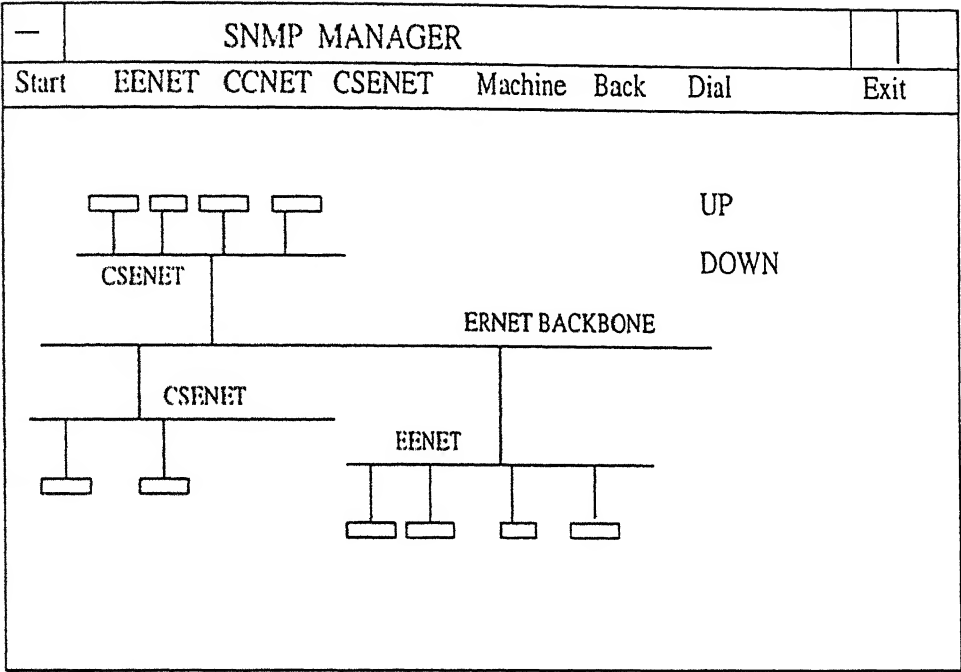 SNMP MANAGER
Start EENET CCNET CSENET Machine Back Dial Exit
UP
CSENET
DOWN
ERNET BACKBONE
CSENET
EENET